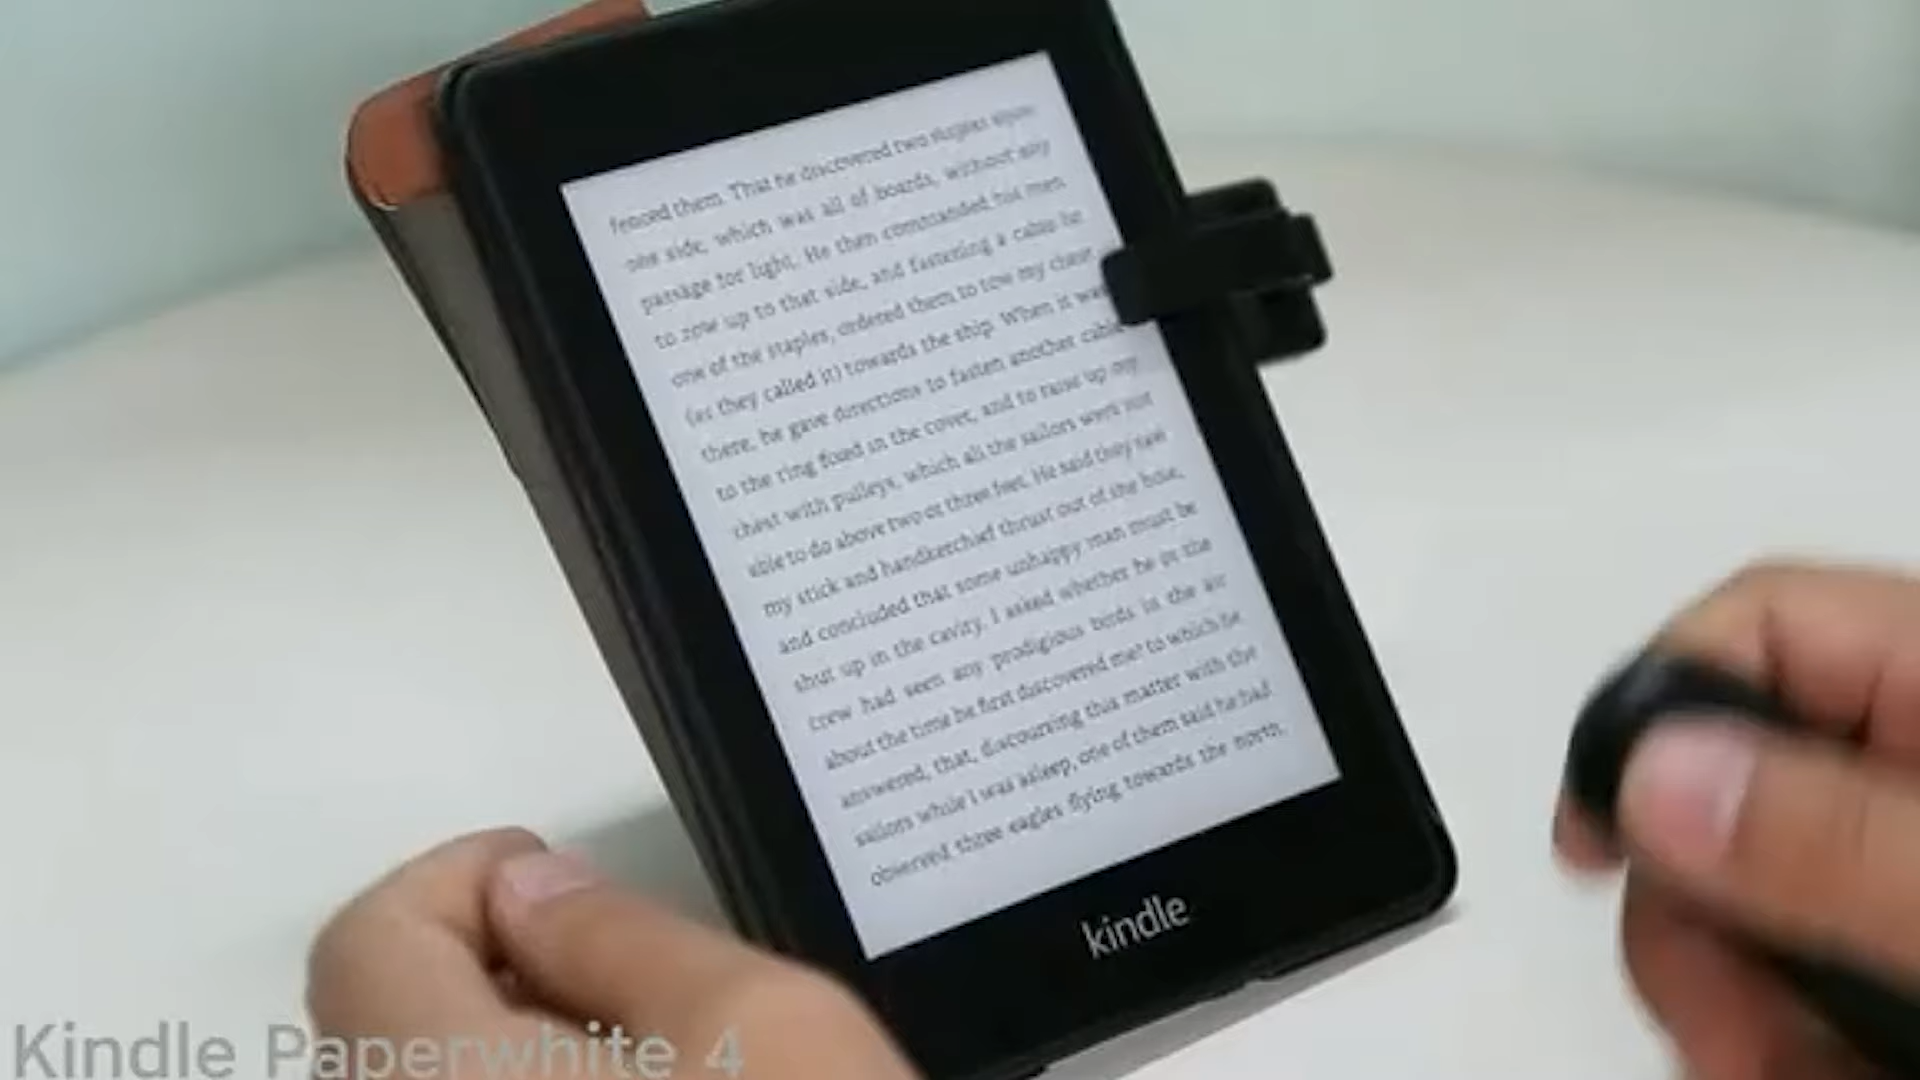 fenced them. That he discovered two staples upon
one side, which was all of boards, without any
passage for light. He then commanded his men
to row up to that side, and fastening a cable to
one of the staples, ordered them to tow my chest
(as they called it) towards the ship. When it was
there, he gave directions to fasten another cable
to the ring fixed in the cover, and to raise up my
chest with pulleys, which all the sailors were not
able to do above two or three feet. He said they saw
my stick and handkerchief thrust out of the hole,
and concluded that some unhappy man must be
shut up in the cavity. I asked whether he or the
crew had seen any prodigious birds in the air
about the time he first discovered me? to which he
answered, that, discoursing this matter with the
sailors while I was asleep, one of them said he had
observed three eagles flying towards the north,
kindle
Kindle Paperwhite 4